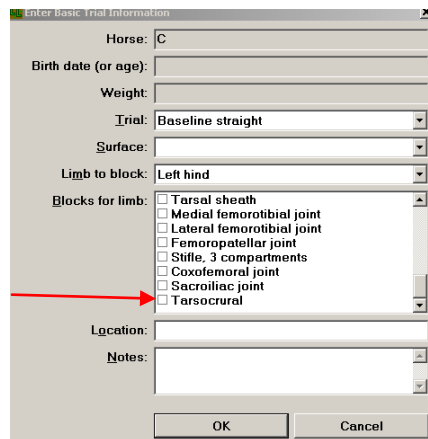 Enter Basic Trial Information
Horse: C
Birth date (or age):
Weight:
Trial: Baseline straight
Surface:
Limb to block: Left hind
Blocks for limb:
Tarsal sheath
Medial femorotibial joint
Lateral femorotibial joint
Femoropatellar joint
Stifle, 3 compartments
Coxofemoral joint
Sacroiliac joint
Tarsocrural
Location:
Notes:
OK Cancel